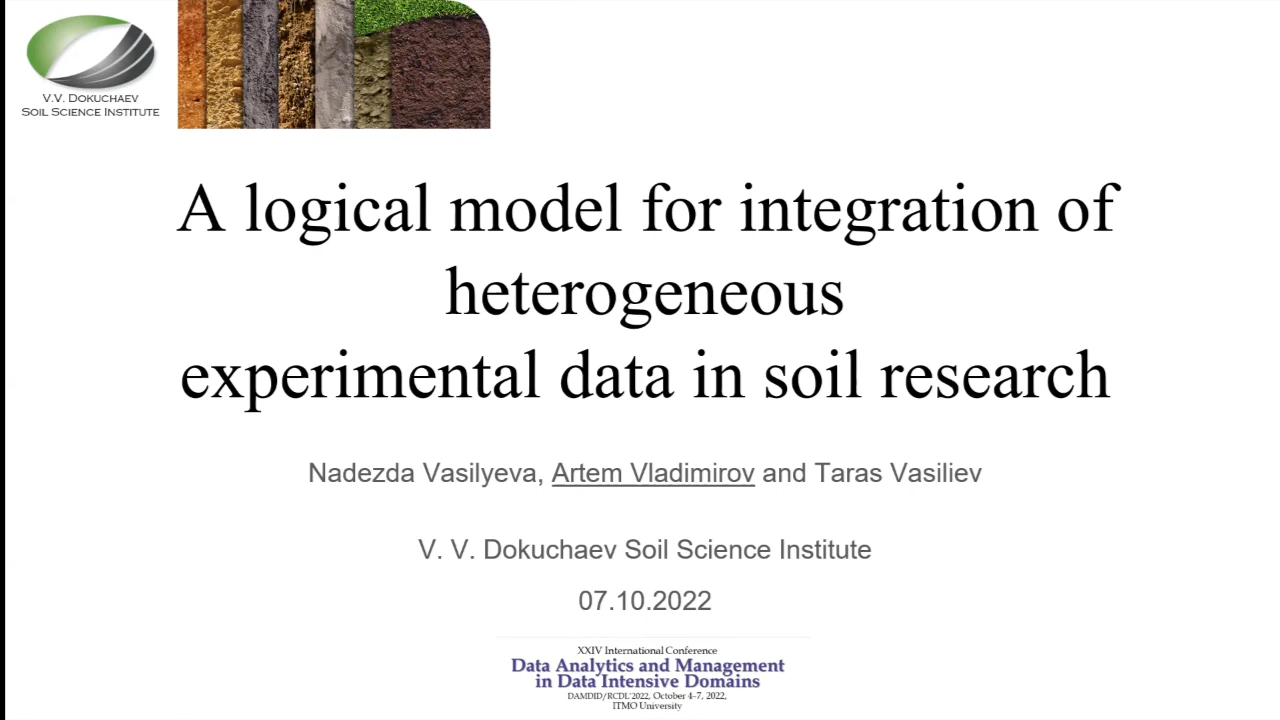 V.V. DOKUCHAEV
SOIL SCIENCE INSTITUTE
A logical model for integration of
heterogeneous
experimental data in soil research
Nadezda Vasilyeva, Artem Vladimirov and Taras Vasiliev
V. V. Dokuchaev Soil Science Institute
07.10.2022
XXIV International Conference
Data Analytics and Management
in Data Intensive Domains
DAMDID/RCDL'2022, October 4–7, 2022,
ITMO University